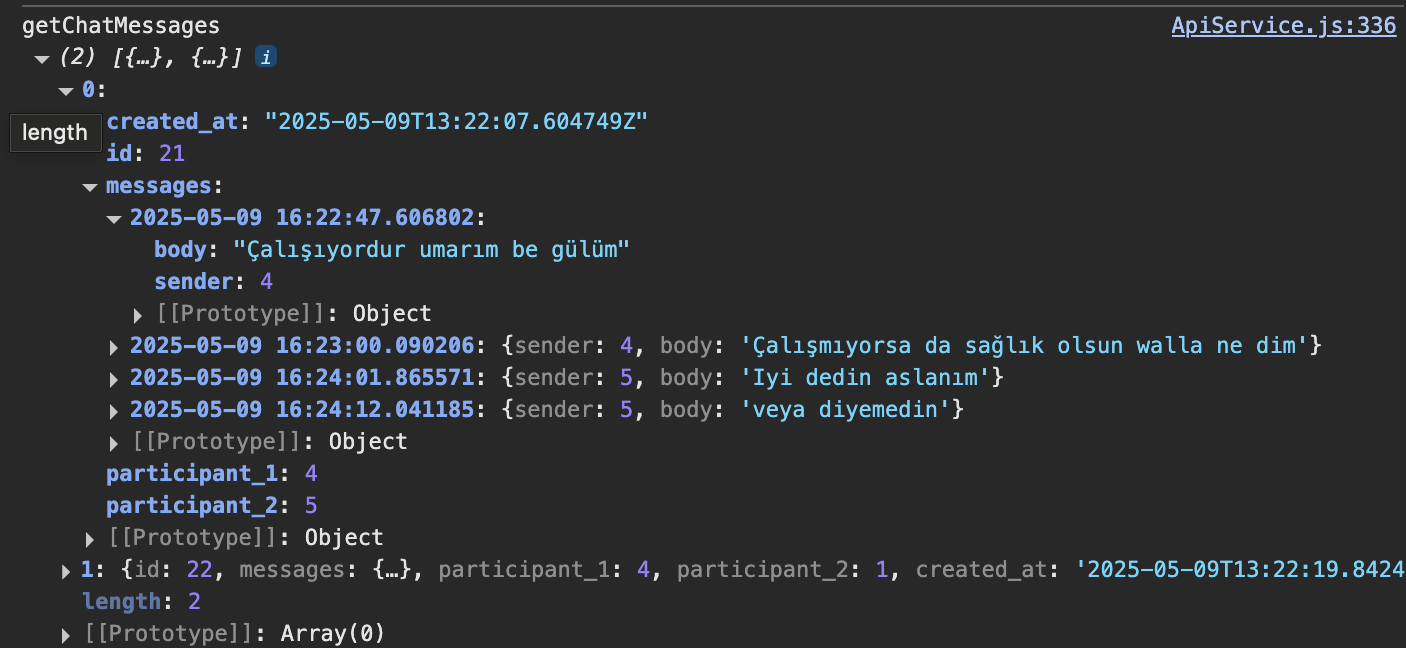 getChatMessages ApiService.js:336
▼ (2) [{…}, {…}] i
▼ 0:
created_at: "2025-05-09T13:22:07.604749Z"
length
id: 21
▼ messages:
▼ 2025-05-09 16:22:47.606802:
body: "Çalışıyordur umarım be gülüm"
sender: 4
▶ [[Prototype]]: Object
▶ 2025-05-09 16:23:00.090206: {sender: 4, body: 'Çalışmıyorsa da sağlık olsun walla ne dim'}
▶ 2025-05-09 16:24:01.865571: {sender: 5, body: 'Iyi dedin aslanım'}
▶ 2025-05-09 16:24:12.041185: {sender: 5, body: 'veya diyemedin'}
▶ [[Prototype]]: Object
participant_1: 4
participant_2: 5
▶ [[Prototype]]: Object
▶ 1: {id: 22, messages: {…}, participant_1: 4, participant_2: 1, created_at: '2025-05-09T13:22:19.8424
length: 2
▶ [[Prototype]]: Array(0)